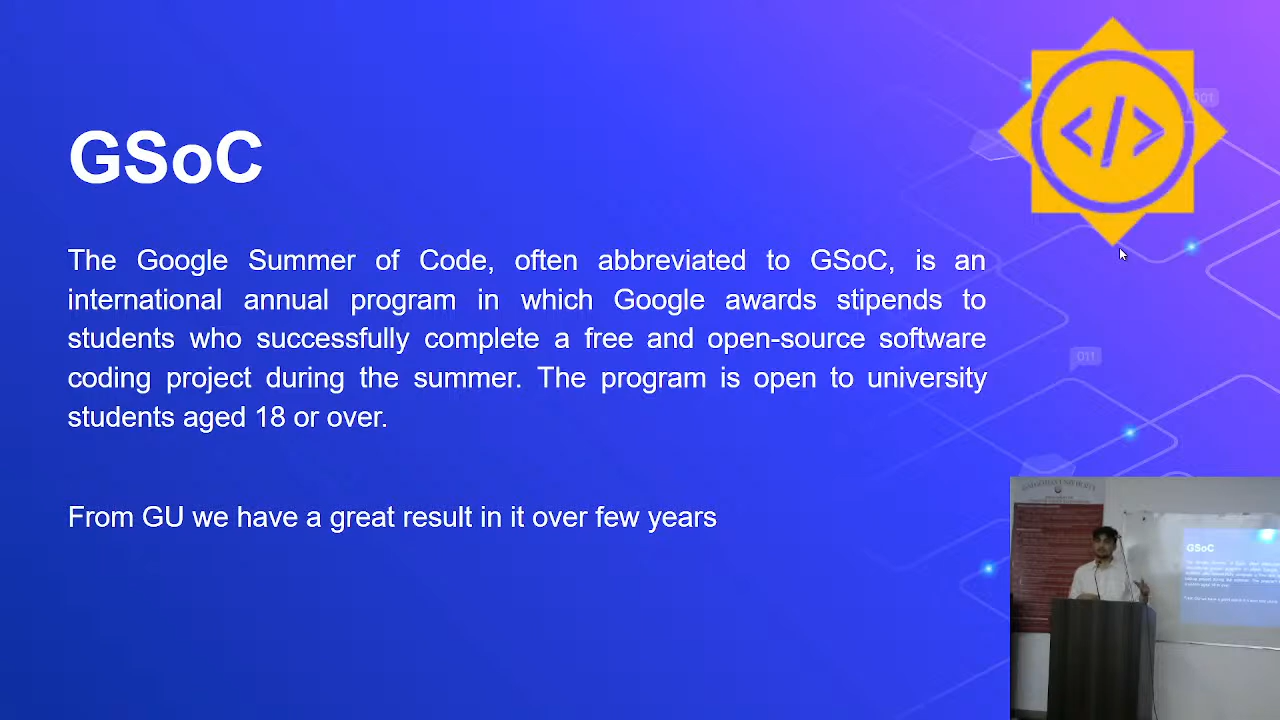 GSoC
The Google Summer of Code, often abbreviated to GSoC, is an
international annual program in which Google awards stipends to
students who successfully complete a free and open-source software
coding project during the summer. The program is open to university
students aged 18 or over.
From GU we have a great result in it over few years
</>
001
011
GSoC